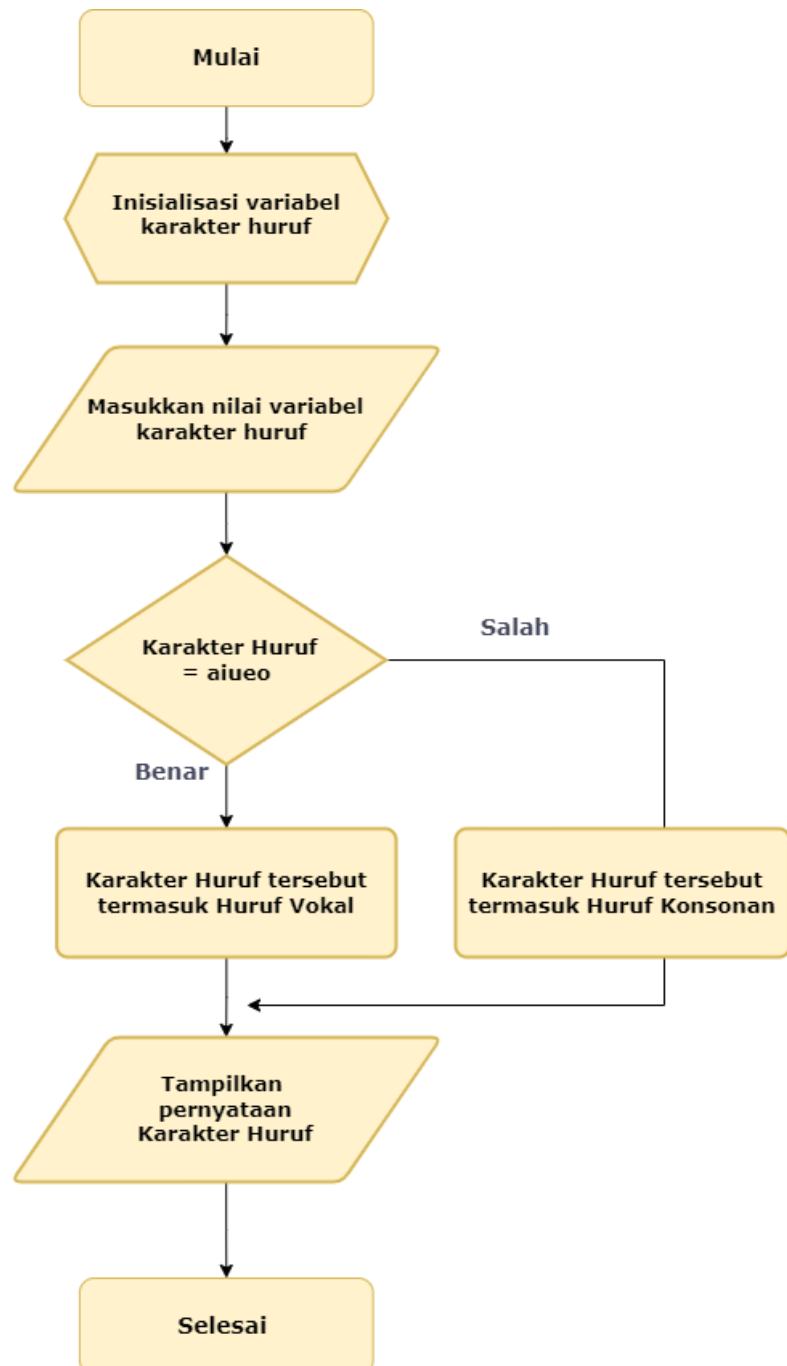 Mulai
Inisialisasi variabel
karakter huruf
Masukkan nilai variabel
karakter huruf
Karakter Huruf
= aiueo
Salah
Benar
Karakter Huruf tersebut
termasuk Huruf Vokal
Karakter Huruf tersebut
termasuk Huruf Konsonan
Tampilkan
pernyataan
Karakter Huruf
Selesai